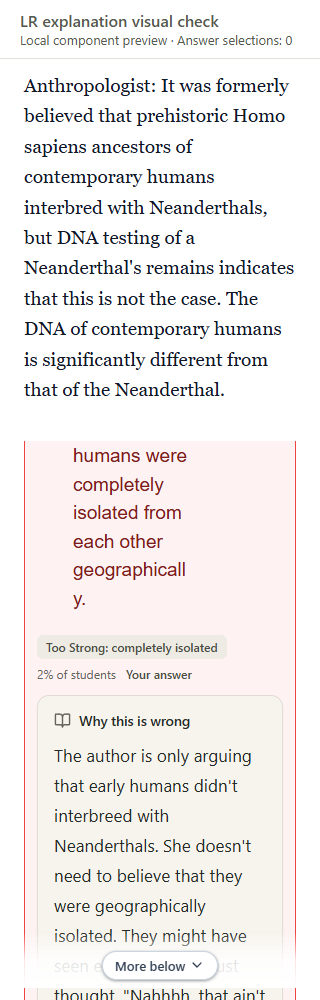 LR explanation visual check
Local component preview · Answer selections: 0
Anthropologist: It was formerly
believed that prehistoric Homo
sapiens ancestors of
contemporary humans
interbred with Neanderthals,
but DNA testing of a
Neanderthal's remains indicates
that this is not the case. The
DNA of contemporary humans
is significantly different from
that of the Neanderthal.
humans were
completely
isolated from
each other
geographicall
y.
Too Strong: completely isolated
2% of students Your answer
Why this is wrong
The author is only arguing
that early humans didn't
interbreed with
Neanderthals. She doesn't
need to believe that they
were geographically
isolated. They might have
seen
More below
thought, "Nahhhh, that ain't